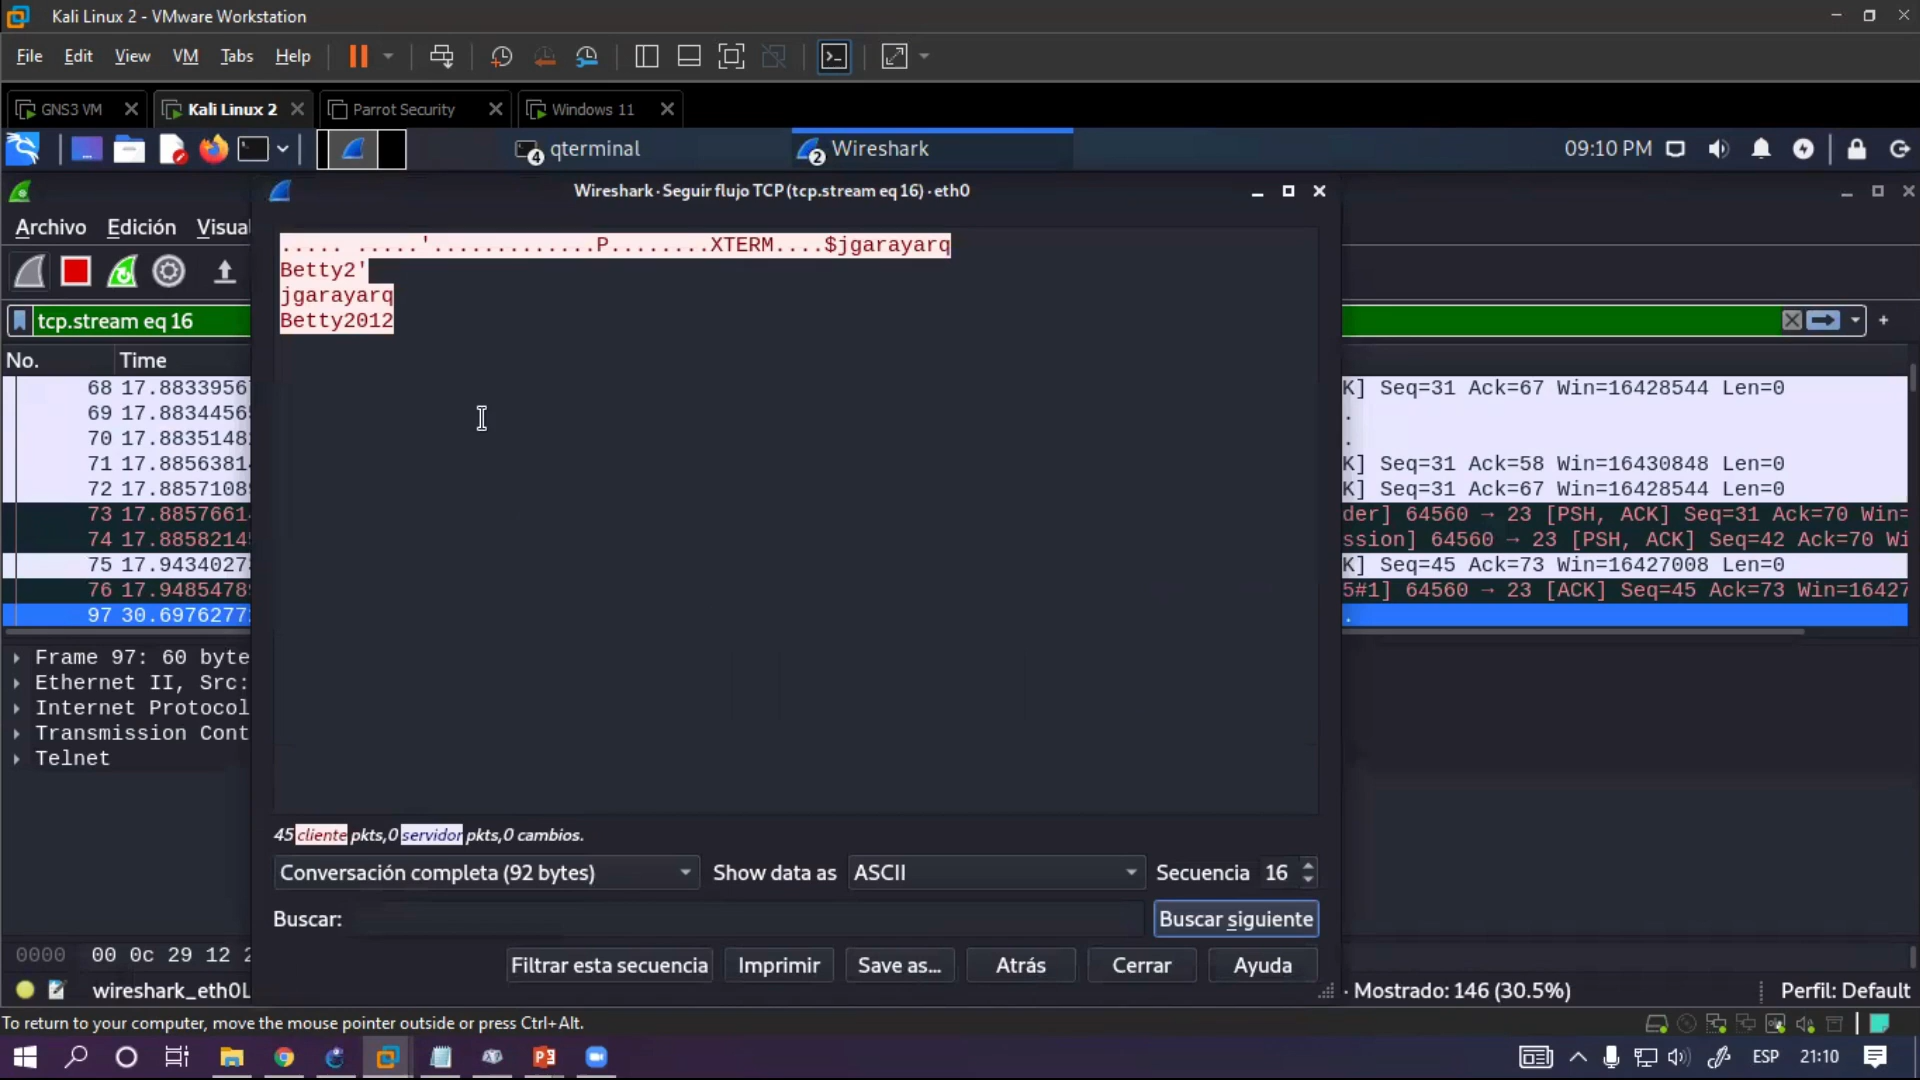 Kali Linux 2 - VMware Workstation
File Edit View VM Tabs Help
GNS3 VM Kali Linux 2 Parrot Security Windows 11
4 qterminal 2 Wireshark 09:10 PM
Wireshark · Seguir flujo TCP (tcp.stream eq 16) · eth0
Archivo Edición Visual
..... .....'.............P........XTERM....$jgarayarq
Betty2'
jgarayarq
Betty2012
tcp.stream eq 16 +
No. Time
68 17.8833956 K] Seq=31 Ack=67 Win=16428544 Len=0
69 17.8834456 .
70 17.8835148 .
71 17.8856381 K] Seq=31 Ack=58 Win=16430848 Len=0
72 17.8857108 K] Seq=31 Ack=67 Win=16428544 Len=0
73 17.8857661 der] 64560 → 23 [PSH, ACK] Seq=31 Ack=70 Win=
74 17.8858214 ssion] 64560 → 23 [PSH, ACK] Seq=42 Ack=70 Wi
75 17.9434027 K] Seq=45 Ack=73 Win=16427008 Len=0
76 17.9485478 5#1] 64560 → 23 [ACK] Seq=45 Ack=73 Win=16427
97 30.6976277 .
Frame 97: 60 byte
Ethernet II, Src:
Internet Protocol
Transmission Cont
Telnet
45 cliente pkts,0 servidor pkts,0 cambios.
Conversación completa (92 bytes) Show data as ASCII Secuencia 16
Buscar: Buscar siguiente
Filtrar esta secuencia Imprimir Save as... Atrás Cerrar Ayuda
0000 00 0c 29 12 2
wireshark_eth0L · Mostrado: 146 (30.5%) Perfil: Default
To return to your computer, move the mouse pointer outside or press Ctrl+Alt.
ESP 21:10